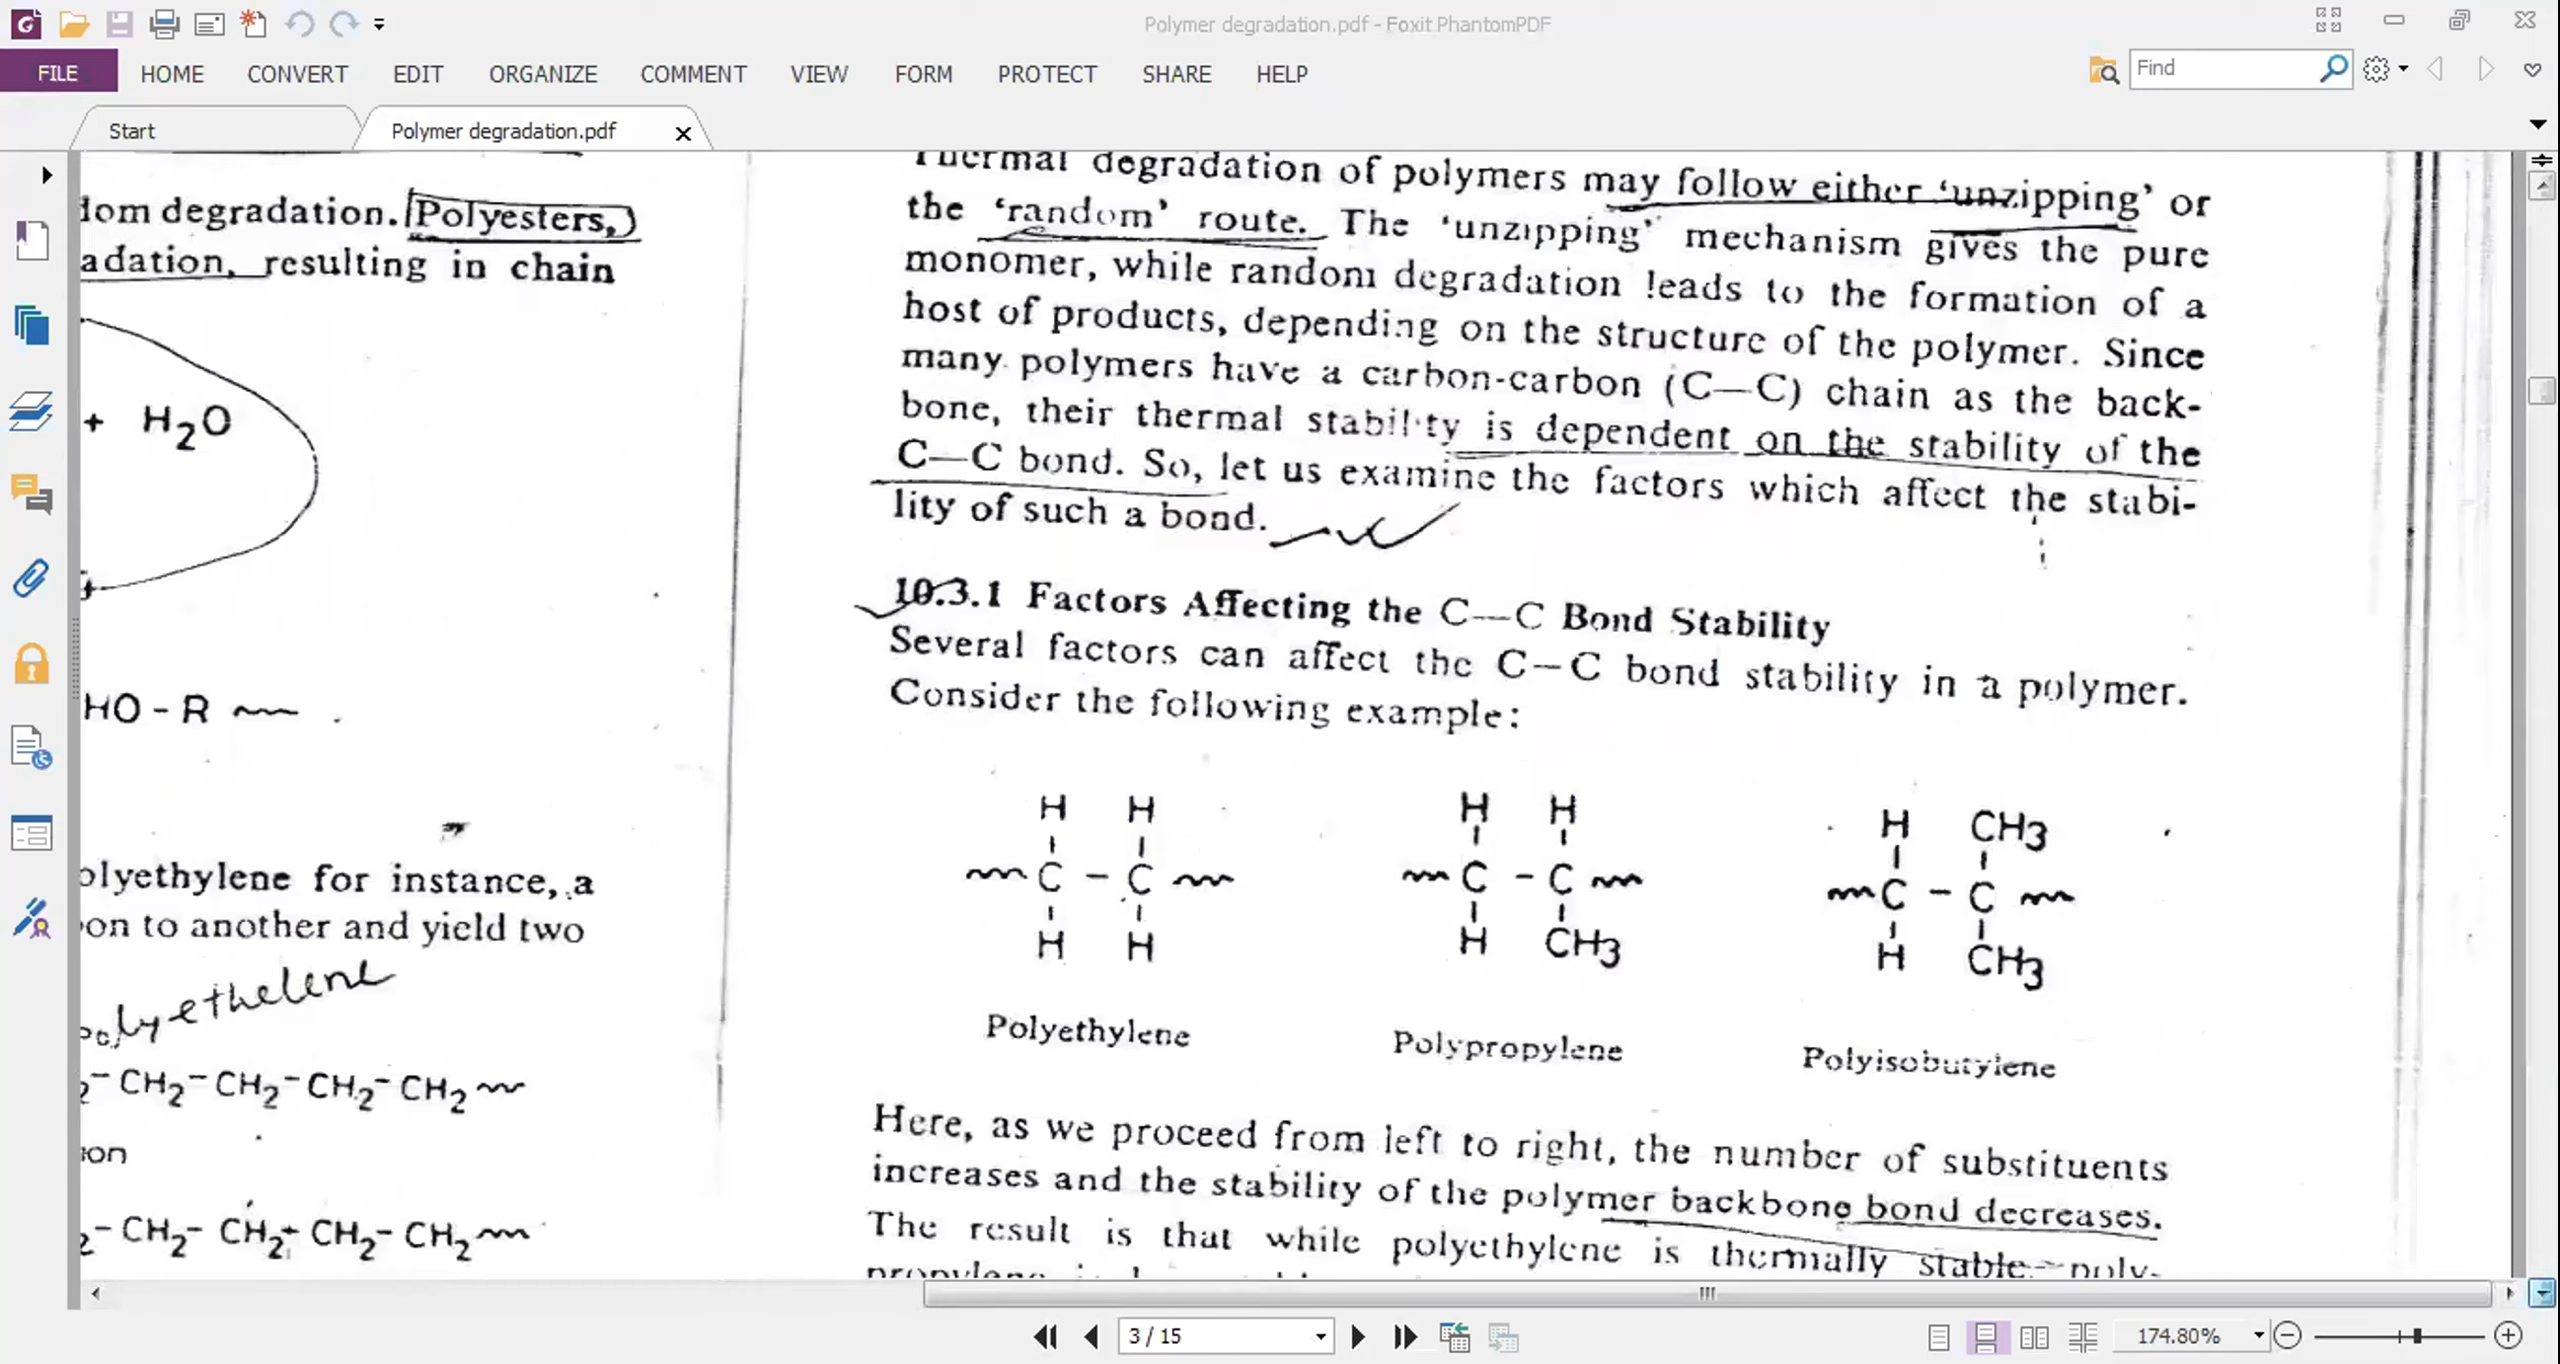 Polymer degradation.pdf - Foxit PhantomPDF
FILE HOME CONVERT EDIT ORGANIZE COMMENT VIEW FORM PROTECT SHARE HELP
Find
Start Polymer degradation.pdf
dom degradation. Polyesters,
adation, resulting in chain
+ H2O
HO - R
olyethylene for instance, a
on to another and yield two
polyethelene
2 - CH2 - CH2 - CH2 - CH2
ion
2 - CH2 - CH2 - CH2 - CH2
Thermal degradation of polymers may follow either ‘unzipping’ or
the ‘random’ route. The ‘unzipping’ mechanism gives the pure
monomer, while random degradation leads to the formation of a
host of products, depending on the structure of the polymer. Since
many polymers have a carbon-carbon (C—C) chain as the back-
bone, their thermal stability is dependent on the stability of the
C—C bond. So, let us examine the factors which affect the stabi-
lity of such a bond.
10.3.1 Factors Affecting the C—C Bond Stability
Several factors can affect the C—C bond stability in a polymer.
Consider the following example:
H H H H H CH3
C - C C - C C - C
H H H CH3 H CH3
Polyethylene Polypropylene Polyisobutylene
Here, as we proceed from left to right, the number of substituents
increases and the stability of the polymer backbone bond decreases.
The result is that while polyethylene is thermally stable poly-
3 / 15
174.80%